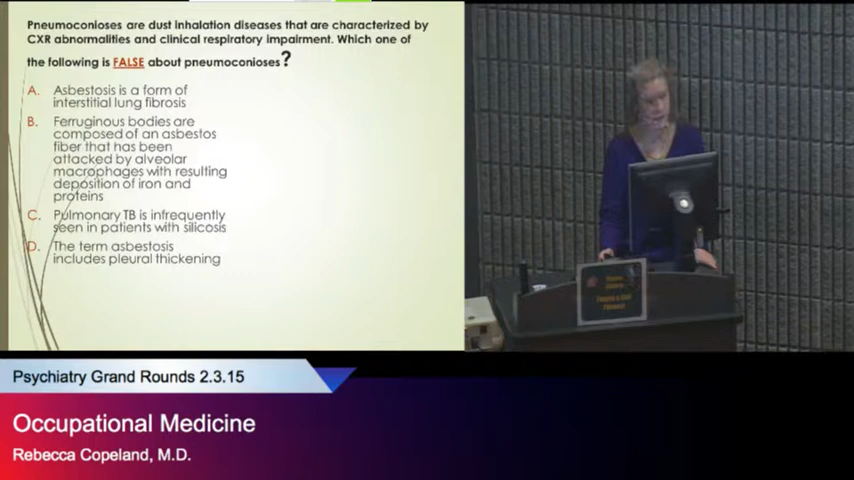 Pneumoconioses are dust inhalation diseases that are characterized by
CXR abnormalities and clinical respiratory impairment. Which one of
the following is FALSE about pneumoconioses?
A. Asbestosis is a form of
interstitial lung fibrosis
B. Ferruginous bodies are
composed of an asbestos
fiber that has been
attacked by alveolar
macrophages with resulting
deposition of iron and
proteins
C. Pulmonary TB is infrequently
seen in patients with silicosis
D. The term asbestosis
includes pleural thickening
Psychiatry Grand Rounds 2.3.15
Occupational Medicine
Rebecca Copeland, M.D.